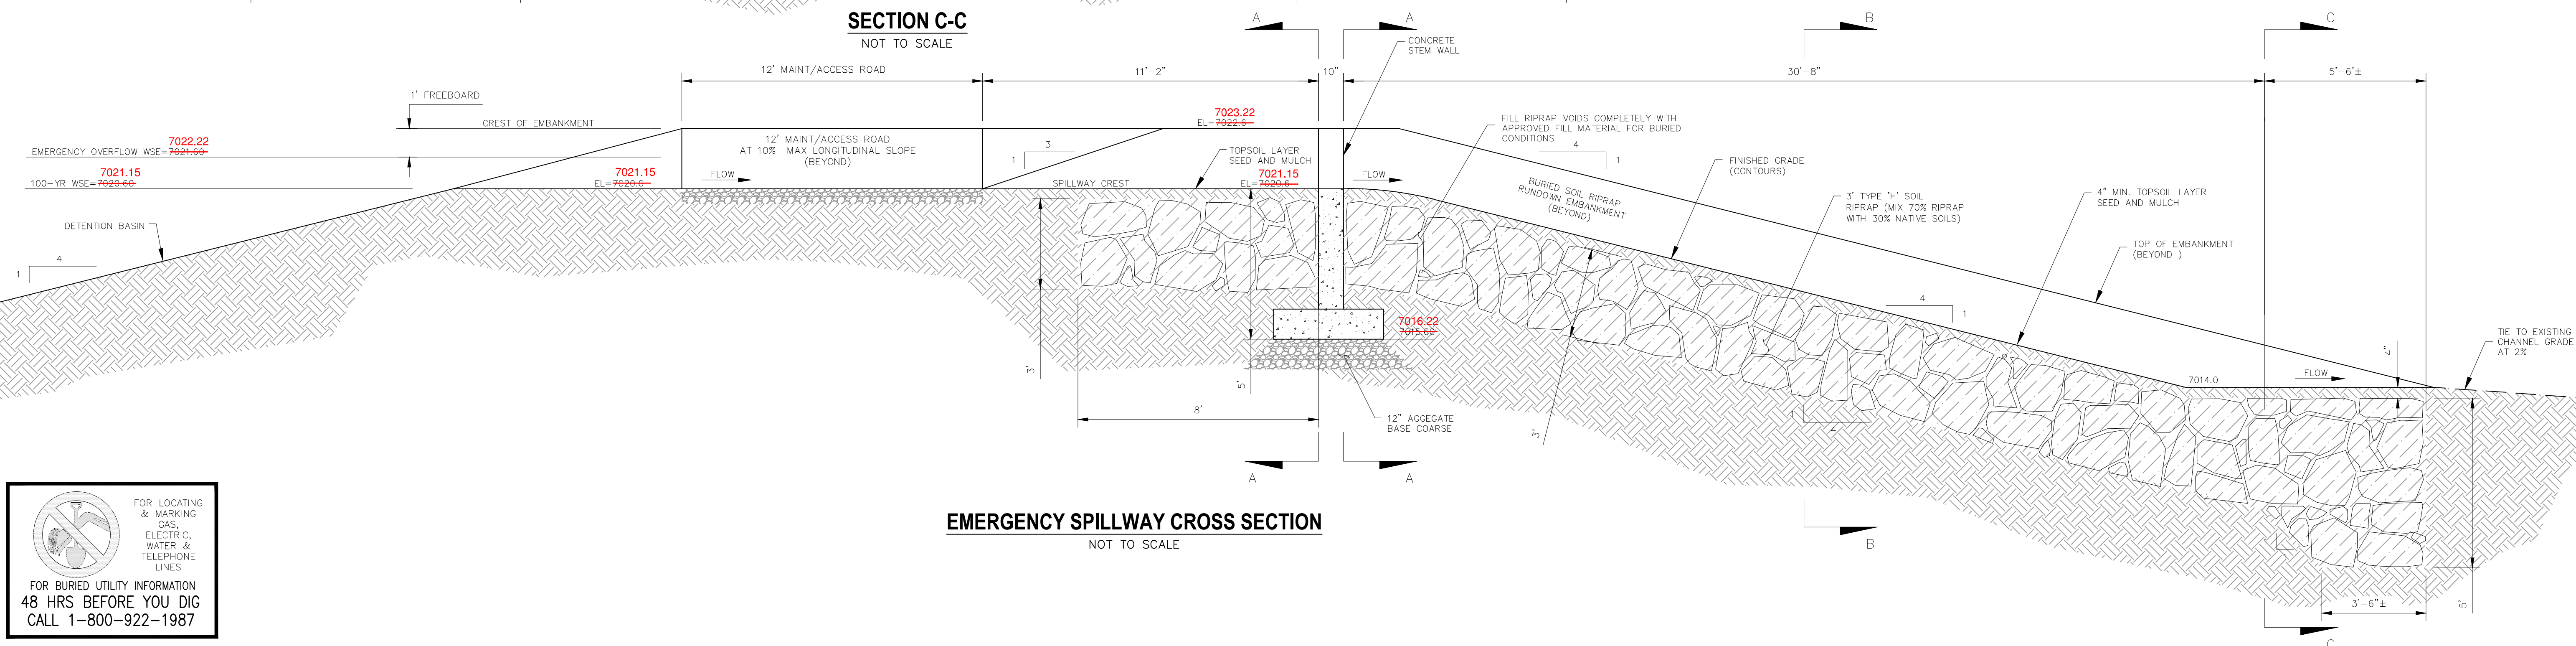 SECTION C-C
NOT TO SCALE
A
A
B
C
CONCRETE
STEM WALL
12' MAINT/ACCESS ROAD
11'-2"
10"
30'-8"
5'-6"±
1' FREEBOARD
CREST OF EMBANKMENT
7023.22
EL=7022.6
7022.22
EMERGENCY OVERFLOW WSE=7021.60
7021.15
100-YR WSE=7020.60
7021.15
EL=7020.6
12' MAINT/ACCESS ROAD
AT 10% MAX LONGITUDINAL SLOPE
(BEYOND)
FLOW
3
1
TOPSOIL LAYER
SEED AND MULCH
7021.15
EL=7020.6
SPILLWAY CREST
FLOW
FILL RIPRAP VOIDS COMPLETELY WITH
APPROVED FILL MATERIAL FOR BURIED
CONDITIONS
4
1
BURIED SOIL RIPRAP
RUNDOWN EMBANKMENT
(BEYOND)
FINISHED GRADE
(CONTOURS)
3' TYPE 'H' SOIL
RIPRAP (MIX 70% RIPRAP
WITH 30% NATIVE SOILS)
4" MIN. TOPSOIL LAYER
SEED AND MULCH
TOP OF EMBANKMENT
(BEYOND )
DETENTION BASIN
4
1
4
1
7016.22
7015.60
TIE TO EXISTING
CHANNEL GRADE
AT 2%
4"
7014.0
FLOW
3'
5'
8'
12" AGGEGATE
BASE COARSE
3'
1
4
A
A
B
1
1
3'-6"±
5'
C
EMERGENCY SPILLWAY CROSS SECTION
NOT TO SCALE
FOR LOCATING
& MARKING
GAS,
ELECTRIC,
WATER &
TELEPHONE
LINES
FOR BURIED UTILITY INFORMATION
48 HRS BEFORE YOU DIG
CALL 1-800-922-1987